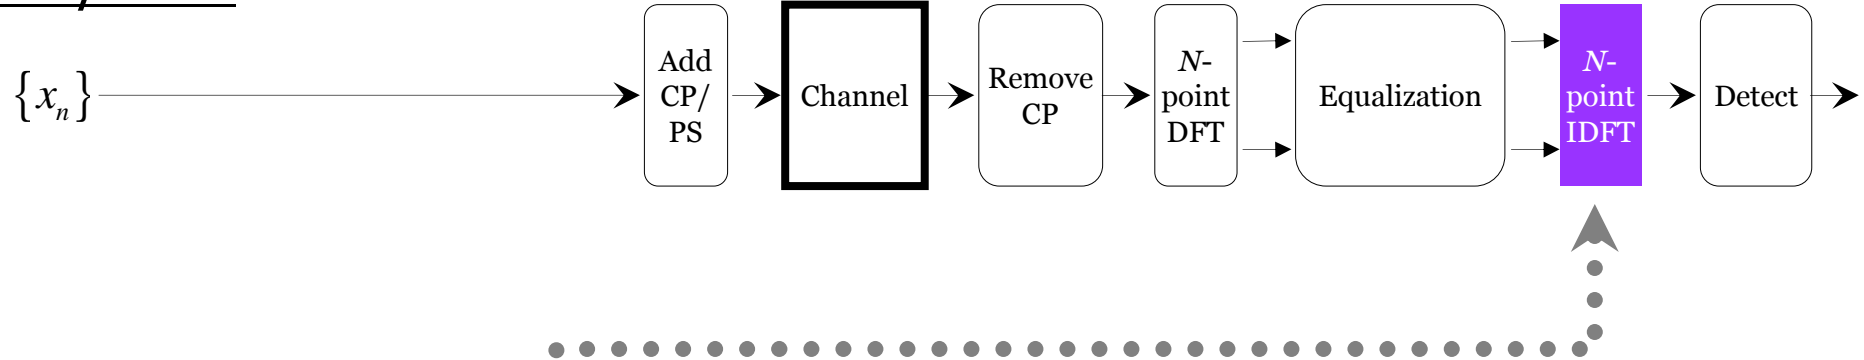 {xₙ}
Add
CP/
PS
Channel
Remove
CP
N-
point
DFT
Equalization
N-
point
IDFT
Detect